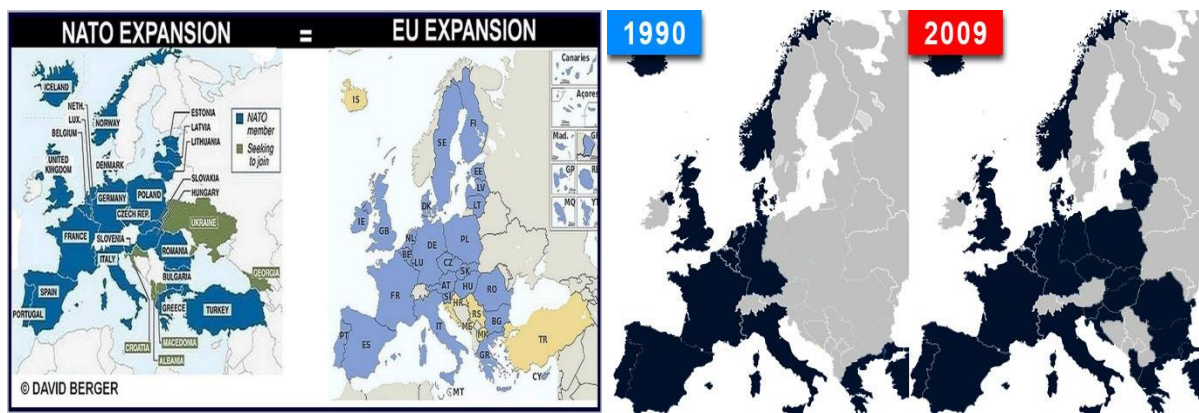 NATO EXPANSION
=
EU EXPANSION
1990
2009
ICELAND
NETH.
LUX.
BELGIUM
NORWAY
ESTONIA
LATVIA
LITHUANIA
NATO
member
Seeking
to join
UNITED
KINGDOM
DENMARK
SLOVAKIA
HUNGARY
GERMANY
POLAND
CZECH REP.
UKRAINE
FRANCE
SLOVENIA
ROMANIA
ITALY
BULGARIA
GEORGIA
SPAIN
PORTUGAL
GREECE
TURKEY
CROATIA
MACEDONIA
ALBANIA
© DAVID BERGER
Canaries
Açores
IS
Mad.
SE
FI
GP
MQ
EE
LV
LT
DK
IE
GB
NL
BE
LU
DE
PL
CZ
SK
FR
AT
HU
RO
SI
HR
RS
IT
ME
BG
MK
PT
ES
TR
GR
CY
MT